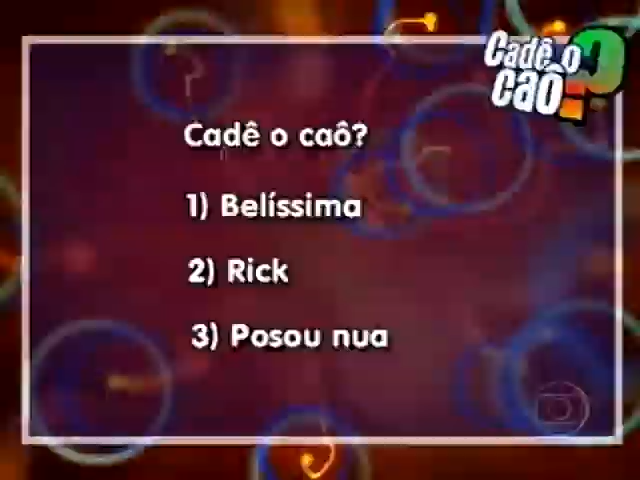 Cadê o
caô?
Cadê o caô?
1) Belíssima
2) Rick
3) Posou nua